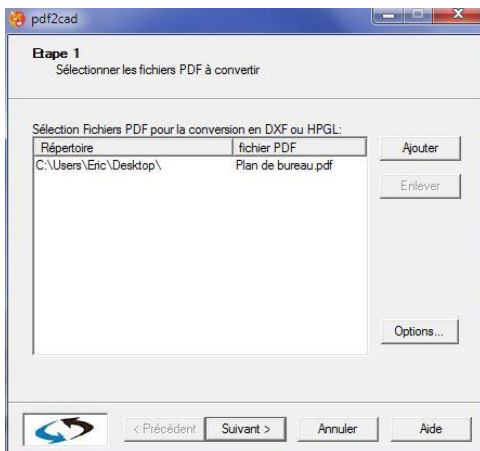 pdf2cad
Etape 1
Sélectionner les fichiers PDF à convertir
Sélection Fichiers PDF pour la conversion en DXF ou HPGL:
Répertoire fichier PDF
C:\Users\Eric\Desktop\ Plan de bureau.pdf
Ajouter
Enlever
Options...
< Précédent Suivant > Annuler Aide